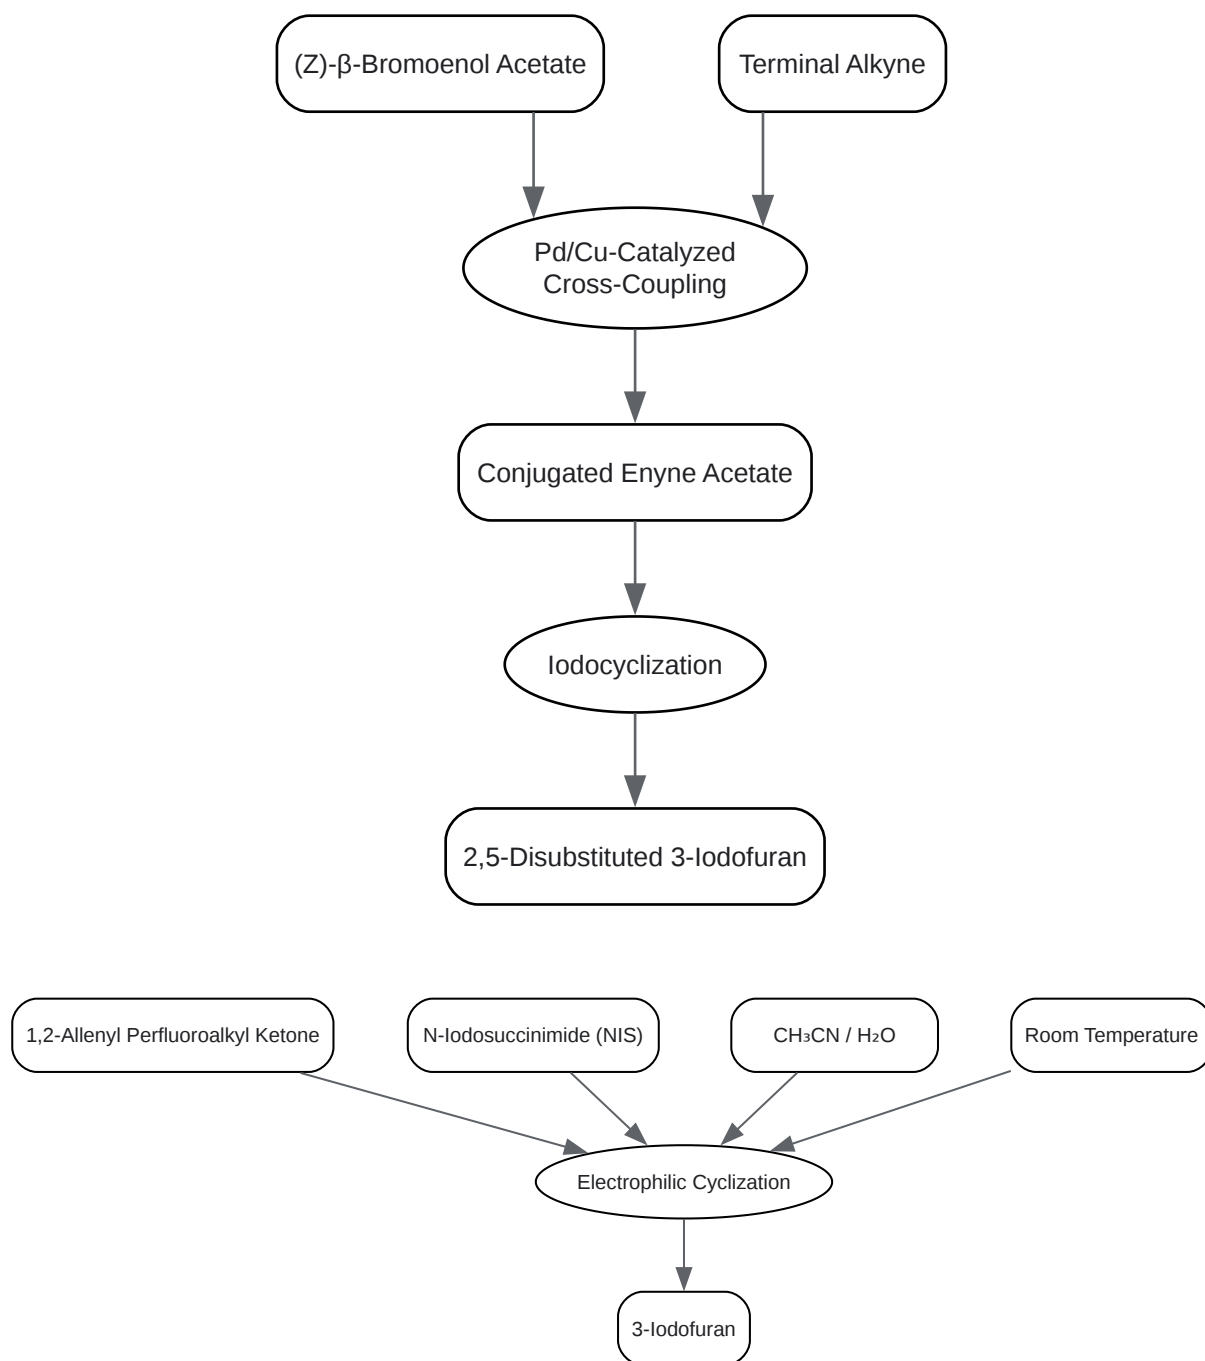 (Z)-β-Bromoenol Acetate
Terminal Alkyne
Pd/Cu-Catalyzed
Cross-Coupling
Conjugated Enyne Acetate
Iodocyclization
2,5-Disubstituted 3-Iodofuran
1,2-Allenyl Perfluoroalkyl Ketone
N-Iodosuccinimide (NIS)
CH₃CN / H₂O
Room Temperature
Electrophilic Cyclization
3-Iodofuran